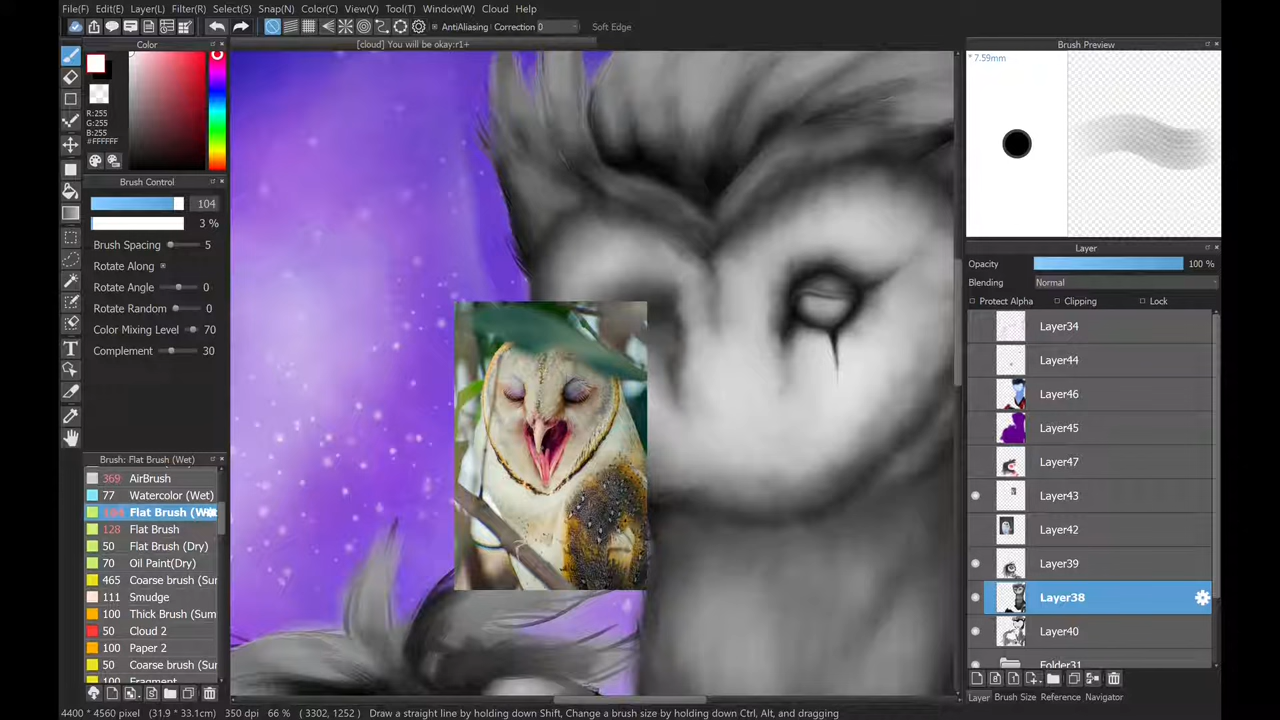 File(F) Edit(E) Layer(L) Filter(R) Select(S) Snap(N) Color(C) View(V) Tool(T) Window(W) Cloud Help
AntiAliasing Correction 0 Soft Edge
[cloud] You will be okay:r1+
Color
R:255
G:255
B:255
#FFFFFF
Brush Control
104
3 %
Brush Spacing 5
Rotate Along
Rotate Angle 0
Rotate Random 0
Color Mixing Level 70
Complement 30
Brush: Flat Brush (Wet)
369 AirBrush
77 Watercolor (Wet)
Flat Brush
128 Flat Brush
50 Flat Brush (Dry)
70 Oil Paint(Dry)
465 Coarse brush (Sur
111 Smudge
100 Thick Brush (Sum
50 Cloud 2
100 Paper 2
50 Coarse brush (Sur
100 Fragment
Brush Preview
* 7.59mm
Layer
Opacity 100 %
Blending Normal
Protect Alpha Clipping Lock
Layer34
Layer44
Layer46
Layer45
Layer47
Layer43
Layer42
Layer39
Layer38
Layer40
Folder31
Layer Brush Size Reference Navigator
4400 * 4560 pixel (31.9 * 33.1cm) 350 dpi 66 % ( 3302, 1252 ) Draw a straight line by holding down Shift, Change a brush size by holding down Ctrl, Alt, and dragging